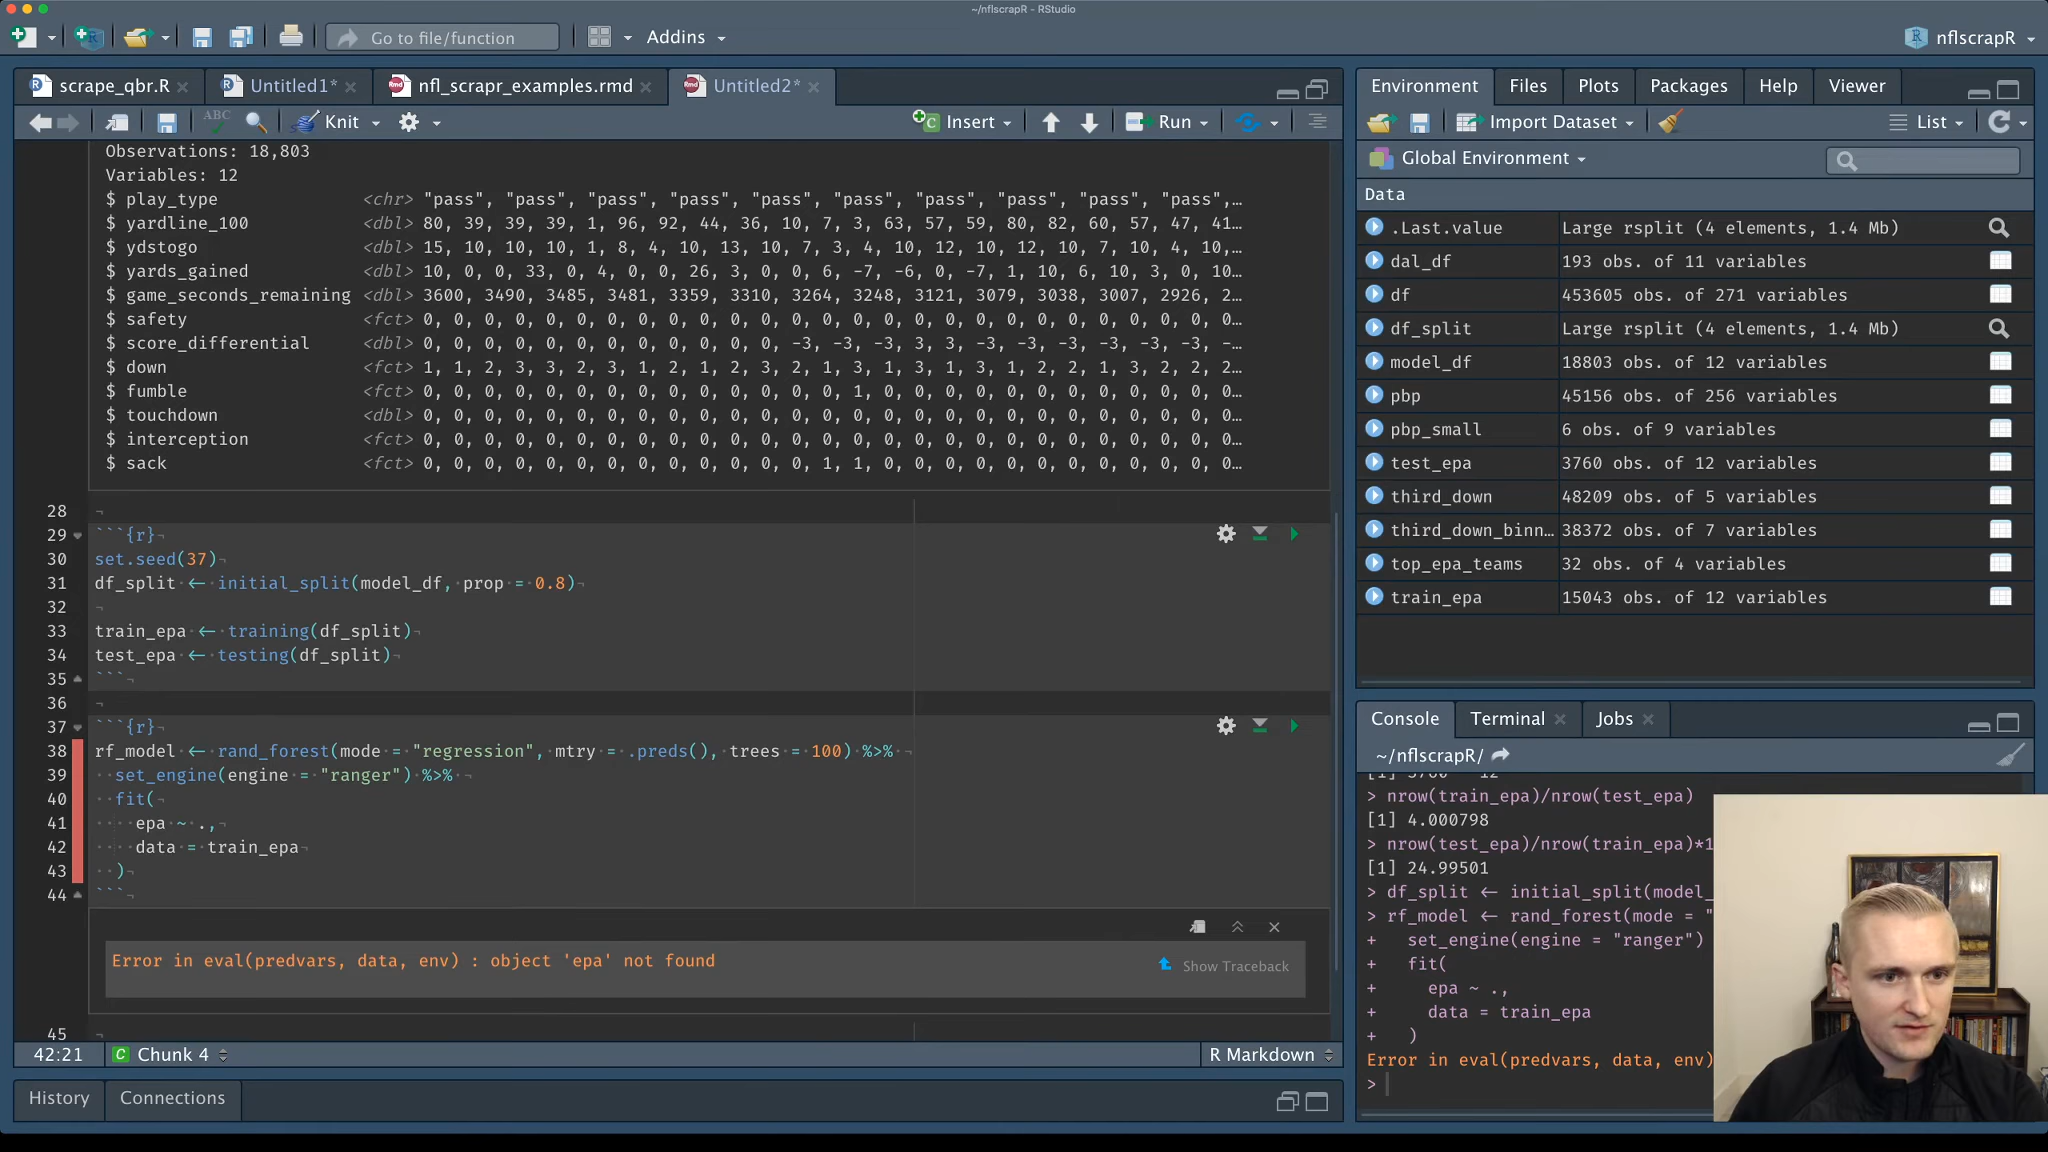 ~/nflscrapR - RStudio
Go to file/function
Addins
nflscrapR
scrape_qbr.R
Untitled1*
nfl_scrapr_examples.rmd
Untitled2*
ABC
Knit
Insert
Run
Observations: 18,803
Variables: 12
$ play_type <chr> "pass", "pass", "pass", "pass", "pass", "pass", "pass", "pass", "pass", "pass",…
$ yardline_100 <dbl> 80, 39, 39, 39, 1, 96, 92, 44, 36, 10, 7, 3, 63, 57, 59, 80, 82, 60, 57, 47, 41…
$ ydstogo <dbl> 15, 10, 10, 10, 1, 8, 4, 10, 13, 10, 7, 3, 4, 10, 12, 10, 12, 10, 7, 10, 4, 10,…
$ yards_gained <dbl> 10, 0, 0, 33, 0, 4, 0, 0, 26, 3, 0, 0, 6, -7, -6, 0, -7, 1, 10, 6, 10, 3, 0, 10…
$ game_seconds_remaining <dbl> 3600, 3490, 3485, 3481, 3359, 3310, 3264, 3248, 3121, 3079, 3038, 3007, 2926, 2…
$ safety <fct> 0, 0, 0, 0, 0, 0, 0, 0, 0, 0, 0, 0, 0, 0, 0, 0, 0, 0, 0, 0, 0, 0, 0, 0, 0, 0, 0…
$ score_differential <dbl> 0, 0, 0, 0, 0, 0, 0, 0, 0, 0, 0, 0, -3, -3, -3, 3, 3, -3, -3, -3, -3, -3, -3, -…
$ down <fct> 1, 1, 2, 3, 3, 2, 3, 1, 2, 1, 2, 3, 2, 1, 3, 1, 3, 1, 3, 1, 2, 2, 1, 3, 2, 2, 2…
$ fumble <fct> 0, 0, 0, 0, 0, 0, 0, 0, 0, 0, 0, 0, 0, 0, 1, 0, 0, 0, 0, 0, 0, 0, 0, 0, 0, 0, 0…
$ touchdown <dbl> 0, 0, 0, 0, 0, 0, 0, 0, 0, 0, 0, 0, 0, 0, 0, 0, 0, 0, 0, 0, 0, 0, 0, 0, 0, 0, 0…
$ interception <fct> 0, 0, 0, 0, 0, 0, 0, 0, 0, 0, 0, 0, 0, 0, 0, 0, 0, 0, 0, 0, 0, 0, 0, 0, 0, 0, 0…
$ sack <fct> 0, 0, 0, 0, 0, 0, 0, 0, 0, 0, 0, 0, 0, 1, 1, 0, 0, 0, 0, 0, 0, 0, 0, 0, 0, 0, 0…
28
29 ```{r}
30 set.seed(37)
31 df_split <- initial_split(model_df, prop = 0.8)
32
33 train_epa <- training(df_split)
34 test_epa <- testing(df_split)
35 ```
36
37 ```{r}
38 rf_model <- rand_forest(mode = "regression", mtry = .preds(), trees = 100) %>%
39 set_engine(engine = "ranger") %>%
40 fit(
41 epa ~ .,
42 data = train_epa
43 )
44 ```
Error in eval(predvars, data, env) : object 'epa' not found
Show Traceback
45
42:21
Chunk 4
R Markdown
History
Connections
Environment
Files
Plots
Packages
Help
Viewer
Import Dataset
List
Global Environment
Data
.Last.value Large rsplit (4 elements, 1.4 Mb)
dal_df 193 obs. of 11 variables
df 453605 obs. of 271 variables
df_split Large rsplit (4 elements, 1.4 Mb)
model_df 18803 obs. of 12 variables
pbp 45156 obs. of 256 variables
pbp_small 6 obs. of 9 variables
test_epa 3760 obs. of 12 variables
third_down 48209 obs. of 5 variables
third_down_binn… 38372 obs. of 7 variables
top_epa_teams 32 obs. of 4 variables
train_epa 15043 obs. of 12 variables
Console
Terminal
Jobs
~/nflscrapR/
[1] 3760 12
> nrow(train_epa)/nrow(test_epa)
[1] 4.000798
> nrow(test_epa)/nrow(train_epa)*1
[1] 24.99501
> df_split <- initial_split(model_
> rf_model <- rand_forest(mode = "
+ set_engine(engine = "ranger")
+ fit(
+ epa ~ .,
+ data = train_epa
+ )
Error in eval(predvars, data, env)
>